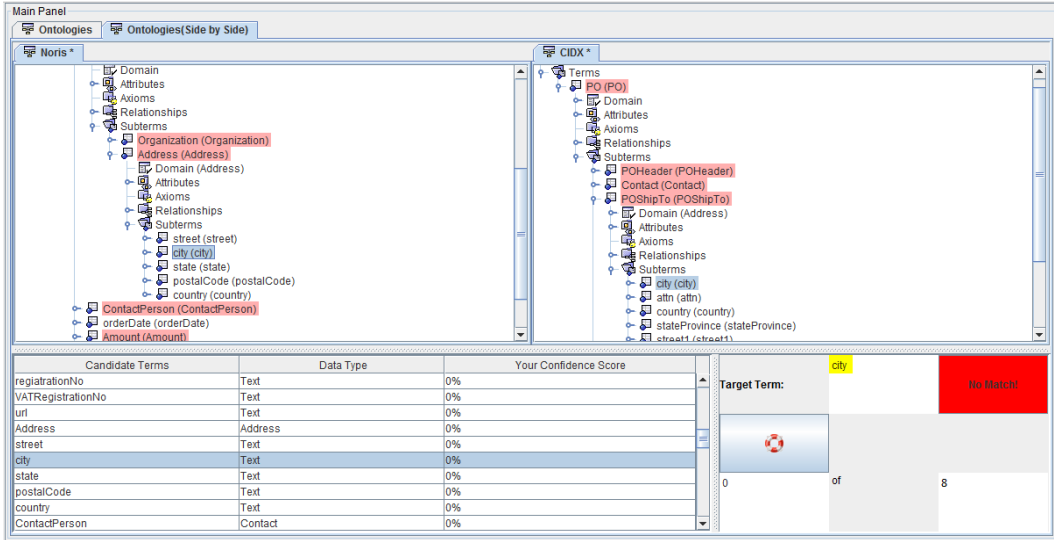 Main Panel
Ontologies
Ontologies(Side by Side)
Noris *
Domain
Attributes
Axioms
Relationships
Subterms
Organization (Organization)
Address (Address)
Domain (Address)
Attributes
Axioms
Relationships
Subterms
street (street)
city (city)
state (state)
postalCode (postalCode)
country (country)
ContactPerson (ContactPerson)
orderDate (orderDate)
Amount (Amount)
CIDX *
Terms
PO (PO)
Domain
Attributes
Axioms
Relationships
Subterms
POHeader (POHeader)
Contact (Contact)
POShipTo (POShipTo)
Domain (Address)
Attributes
Axioms
Relationships
Subterms
city (city)
attn (attn)
country (country)
stateProvince (stateProvince)
street1 (street1)
Candidate Terms Data Type Your Confidence Score
regiatrationNo Text 0%
VATRegistrationNo Text 0%
url Text 0%
Address Address 0%
street Text 0%
city Text 0%
state Text 0%
postalCode Text 0%
country Text 0%
ContactPerson Contact 0%
Target Term: city No Match!
0 of 8